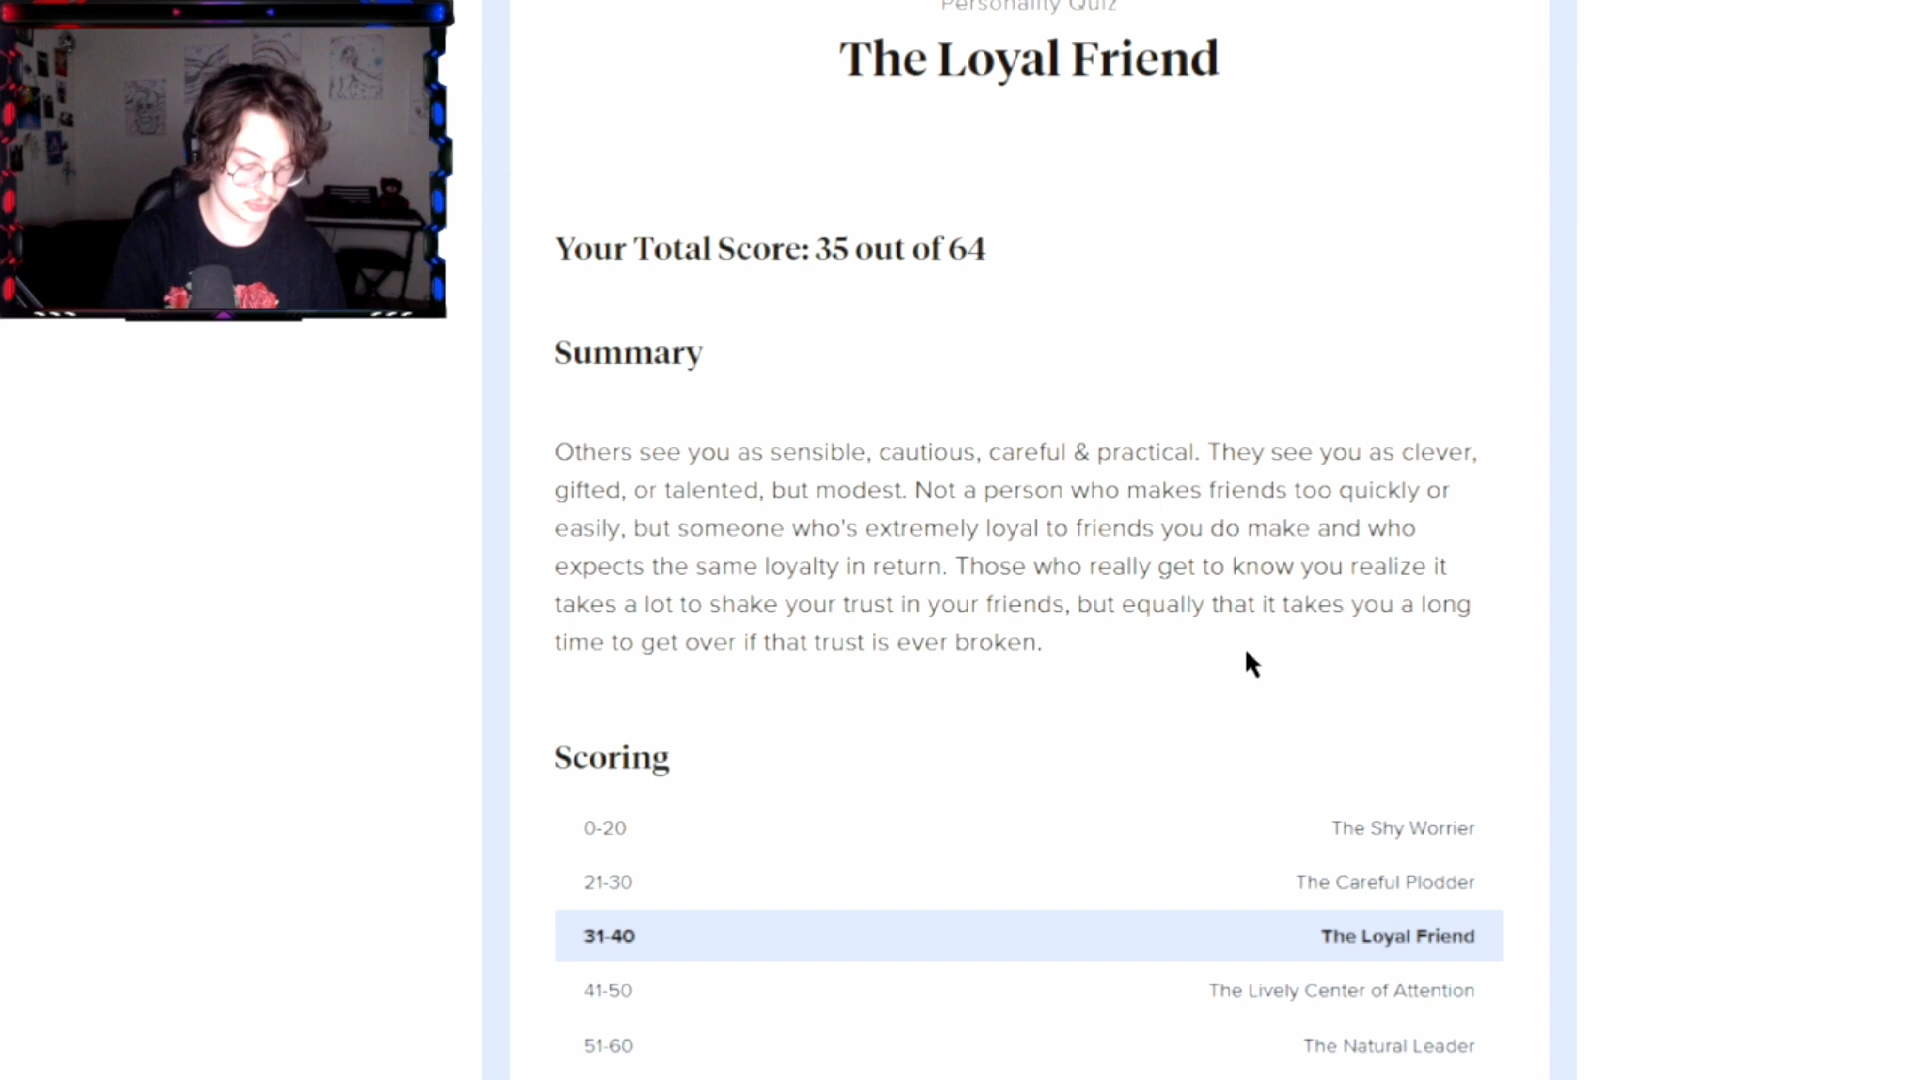 Personality Quiz
The Loyal Friend
Your Total Score: 35 out of 64
Summary
Others see you as sensible, cautious, careful & practical. They see you as clever,
gifted, or talented, but modest. Not a person who makes friends too quickly or
easily, but someone who's extremely loyal to friends you do make and who
expects the same loyalty in return. Those who really get to know you realize it
takes a lot to shake your trust in your friends, but equally that it takes you a long
time to get over if that trust is ever broken.
Scoring
0-20 The Shy Worrier
21-30 The Careful Plodder
31-40 The Loyal Friend
41-50 The Lively Center of Attention
51-60 The Natural Leader